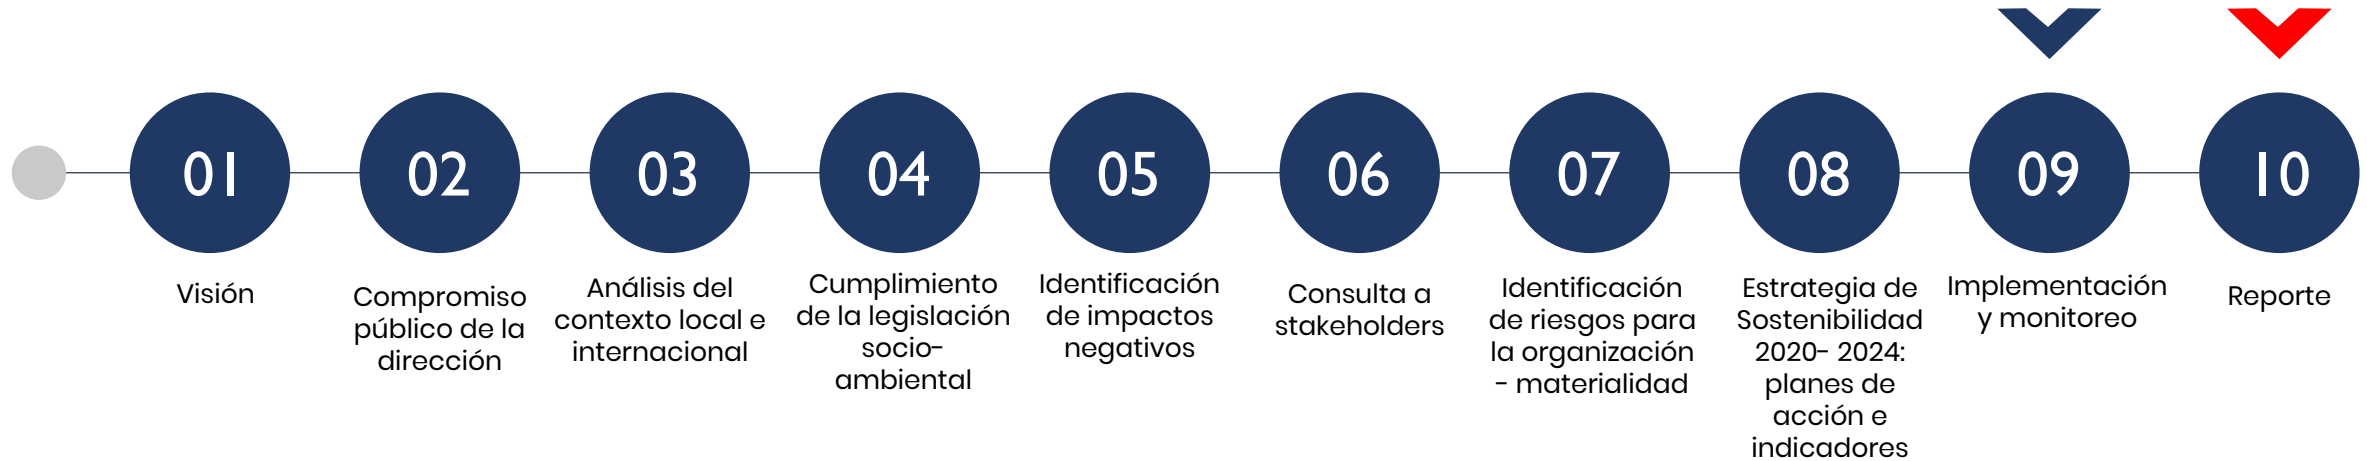 01
Visión
02
Compromiso
público de la
dirección
03
Análisis del
contexto local e
internacional
04
Cumplimiento
de la legislación
socio-
ambiental
05
Identificación
de impactos
negativos
06
Consulta a
stakeholders
07
Identificación
de riesgos para
la organización
- materialidad
08
Estrategia de
Sostenibilidad
2020- 2024:
planes de
acción e
indicadores
09
Implementación
y monitoreo
10
Reporte